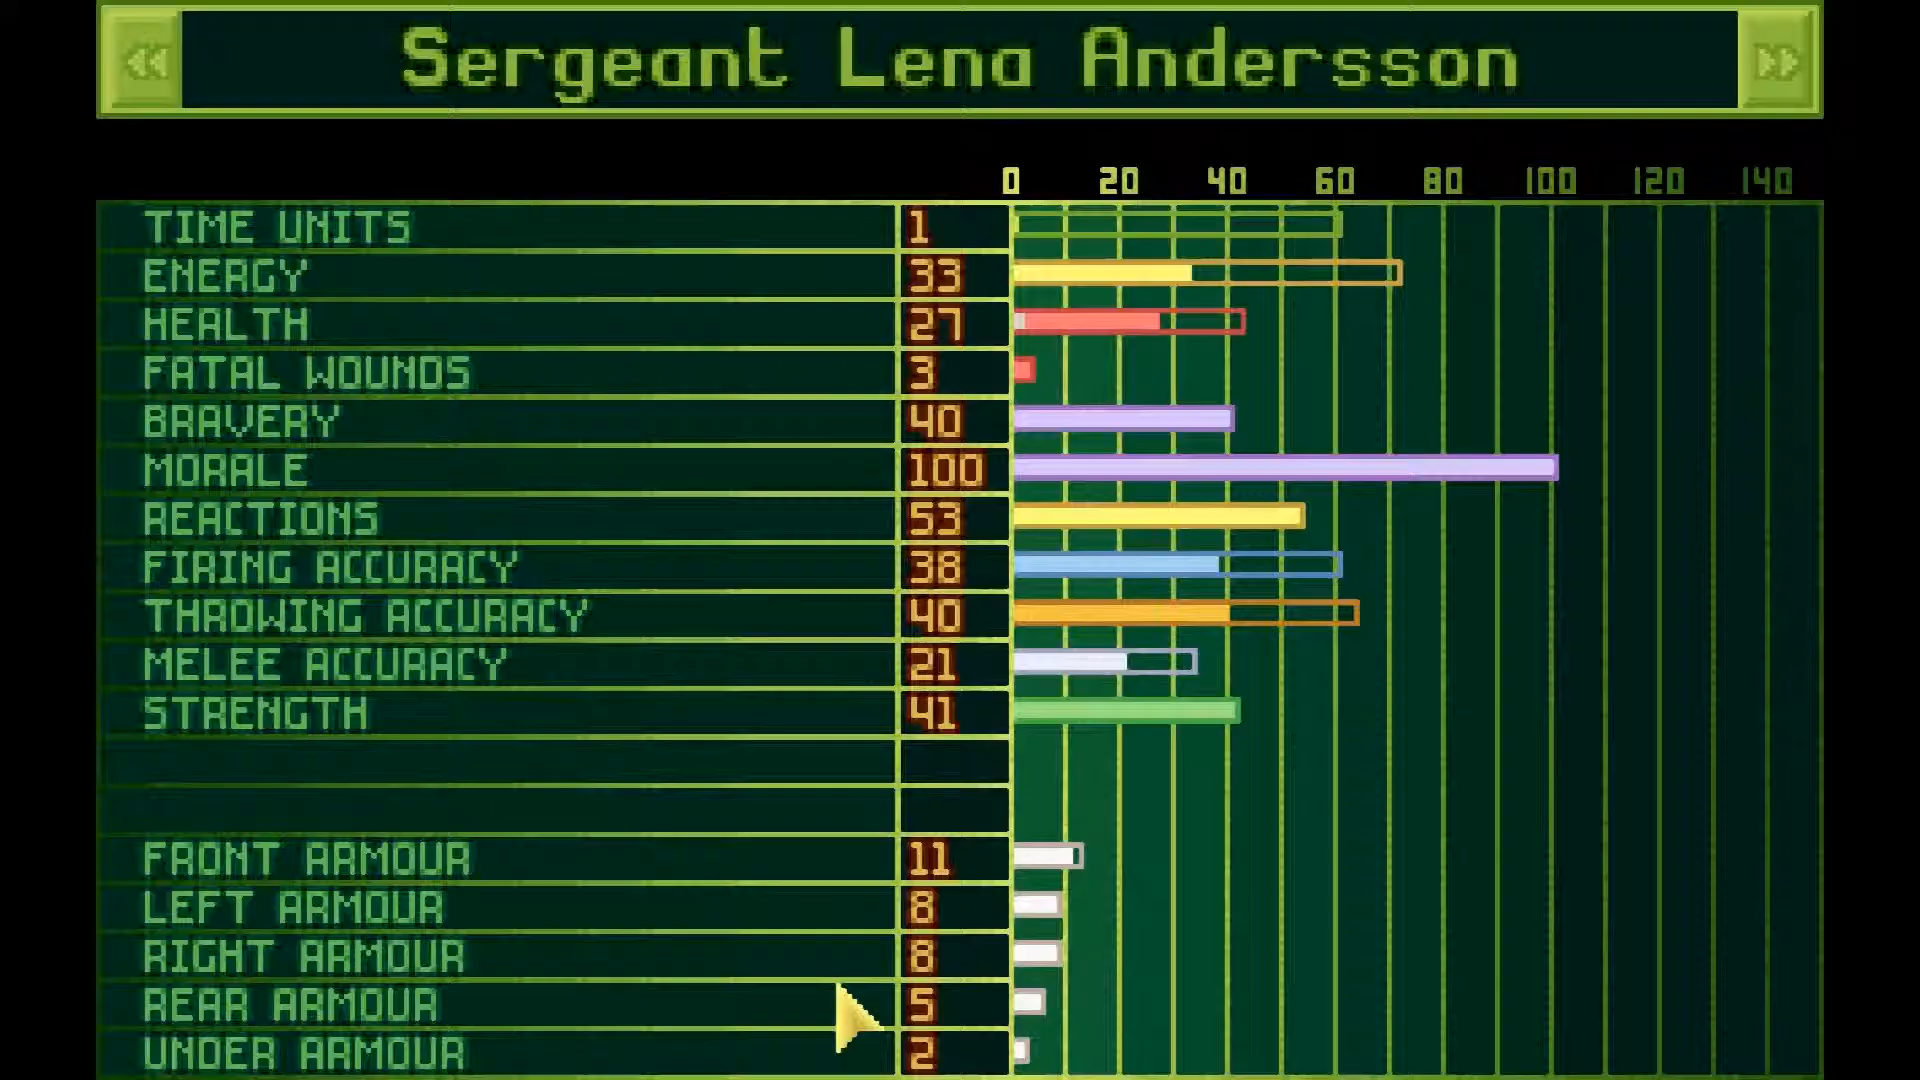 Sergeant Lena Andersson
0 20 40 60 80 100 120 140
TIME UNITS 1
ENERGY 33
HEALTH 27
FATAL WOUNDS 3
BRAVERY 40
MORALE 100
REACTIONS 53
FIRING ACCURACY 38
THROWING ACCURACY 40
MELEE ACCURACY 21
STRENGTH 41
FRONT ARMOUR 11
LEFT ARMOUR 8
RIGHT ARMOUR 8
REAR ARMOUR 5
UNDER ARMOUR 2